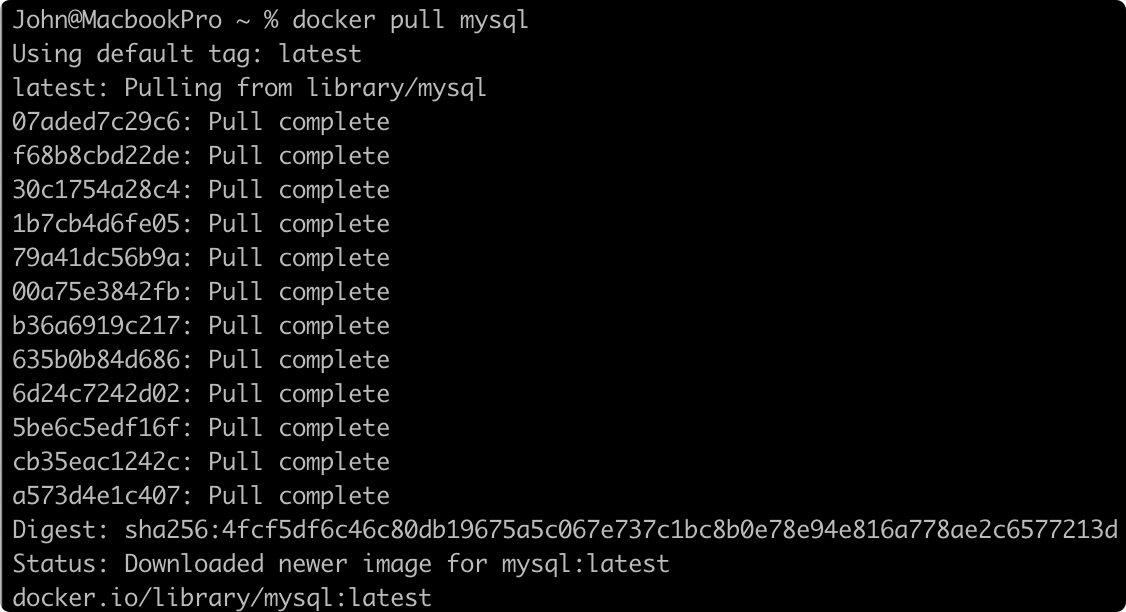 John@MacbookPro ~ % docker pull mysql
Using default tag: latest
latest: Pulling from library/mysql
07aded7c29c6: Pull complete
f68b8cbd22de: Pull complete
30c1754a28c4: Pull complete
1b7cb4d6fe05: Pull complete
79a41dc56b9a: Pull complete
00a75e3842fb: Pull complete
b36a6919c217: Pull complete
635b0b84d686: Pull complete
6d24c7242d02: Pull complete
5be6c5edf16f: Pull complete
cb35eac1242c: Pull complete
a573d4e1c407: Pull complete
Digest: sha256:4fcf5df6c46c80db19675a5c067e737c1bc8b0e78e94e816a778ae2c6577213d
Status: Downloaded newer image for mysql:latest
docker.io/library/mysql:latest